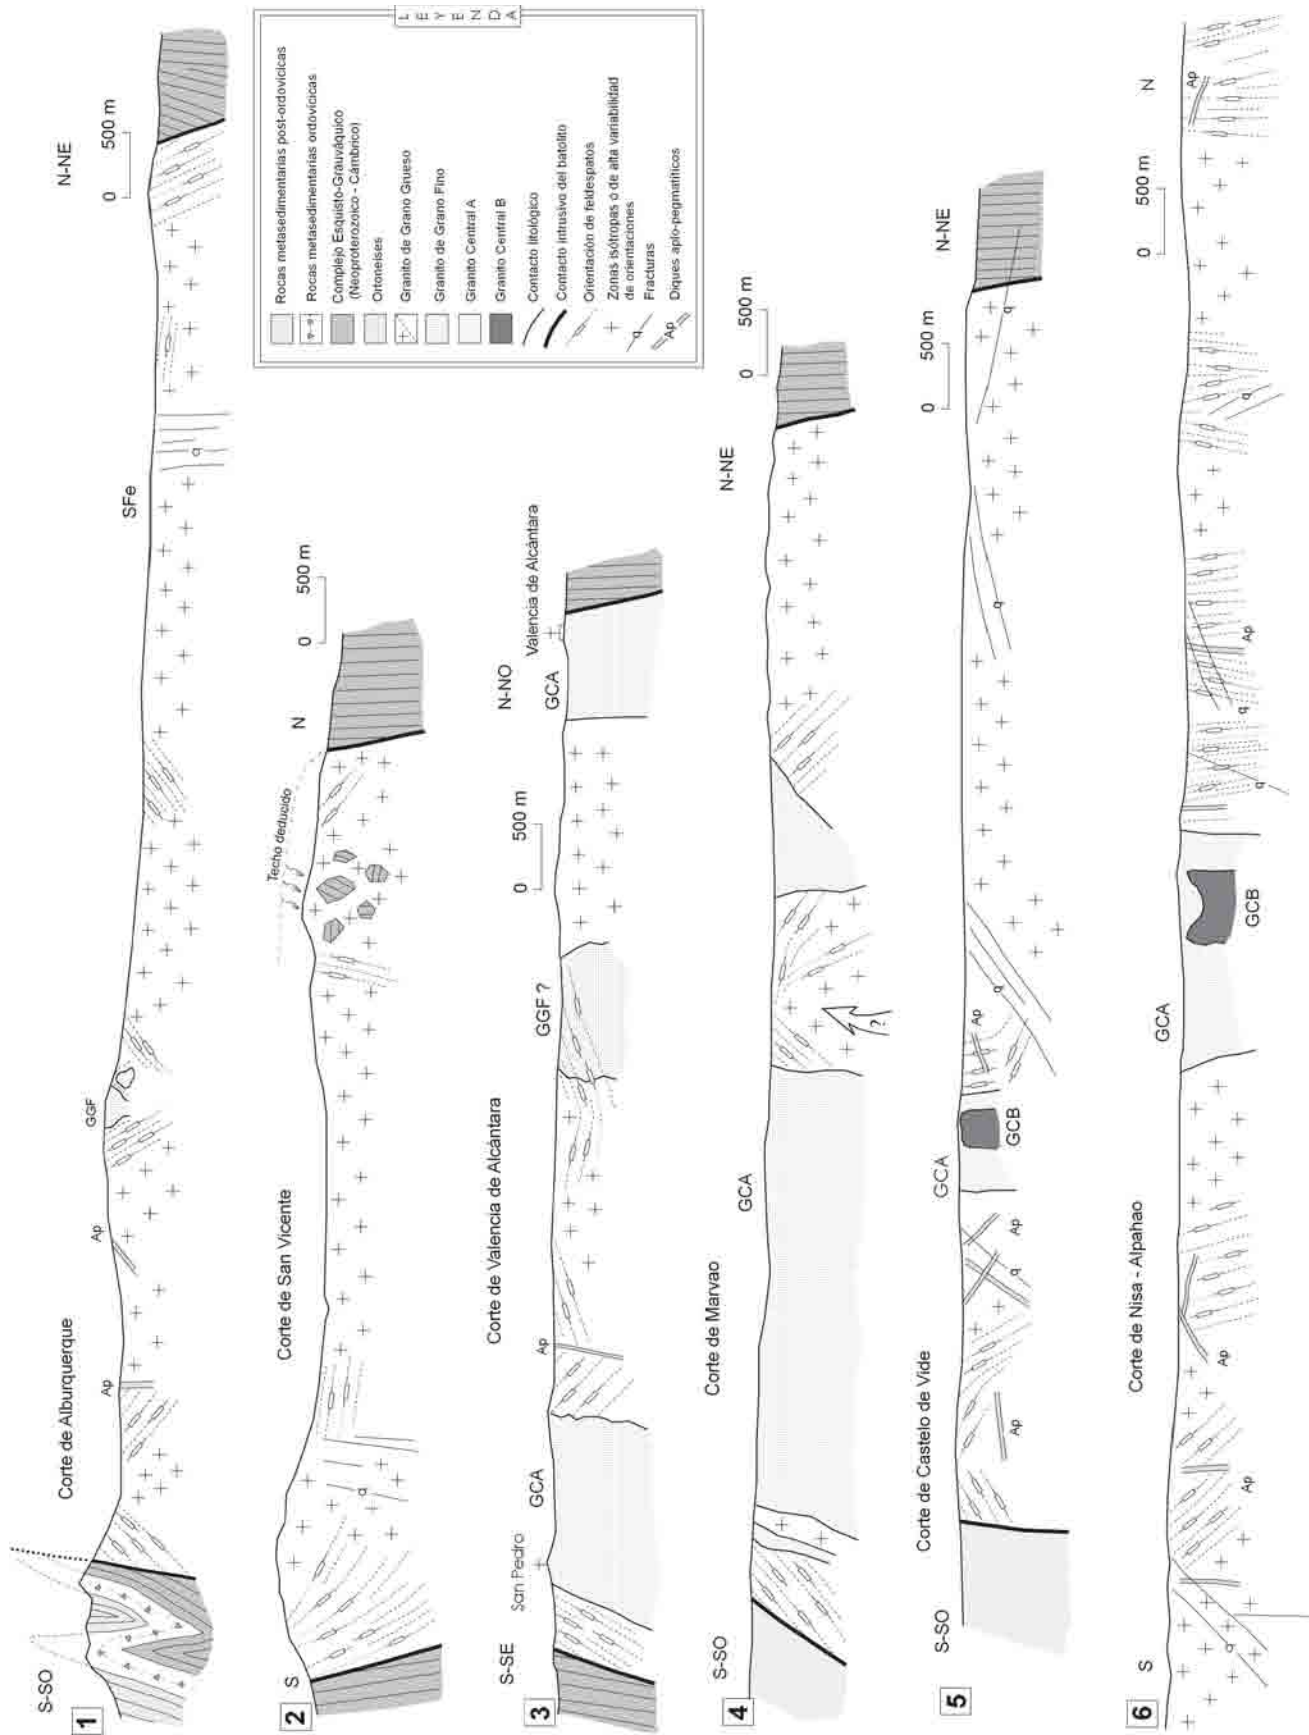 1
S-SO
Corte de Alburquerque
Ap
Ap
GGF
SFe
q
N-NE
0 500 m
LEYENDA
Rocas metasedimentarias post-ordovícicas
Rocas metasedimentarias ordovícicas
Complejo Esquisto-Grauváquico
(Neoproterozoico - Cámbrico)
Ortoneises
Granito de Grano Grueso
Granito de Grano Fino
Granito Central A
Granito Central B
Contacto litológico
Contacto intrusivo del batolito
Orientación de feldespatos
Zonas isótropas o de alta variabilidad
de orientaciones
q Fracturas
Ap Diques aplo-pegmatíticos
2
S
Corte de San Vicente
q
Techo deducido
N
0 500 m
3
S-SE
San Pedro
GCA
Corte de Valencia de Alcántara
Ap
GGF ?
0 500 m
N-NO
GCA
Valencia de Alcántara
4
S-SO
Corte de Marvao
GCA
?
N-NE
0 500 m
5
S-SO
Corte de Castelo de Vide
Ap
q
Ap
GCA
GCB
Ap
q
q
q
0 500 m
N-NE
6
S
q
Ap
Corte de Nisa - Alpahao
Ap
GCA
GCB
q
q
Ap
q
0 500 m
N
Ap